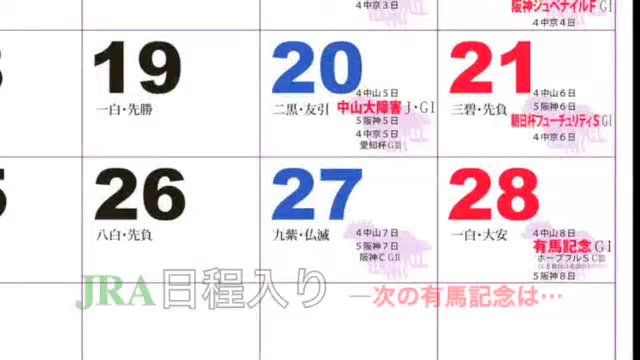 4中京3日
阪神ジュベナイルF GI
4中京4日
19
一白・先勝
20
二黒・友引
4中山5日
中山大障害 J・GI
5阪神5日
4中京5日
愛知杯GIII
21
三碧・先負
4中山6日
5阪神6日
朝日杯フューチュリティS GI
4中京6日
26
八白・先負
27
九紫・仏滅
4中山7日
5阪神7日
阪神C GII
28
一白・大安
4中山8日
有馬記念 GI
ホープフルS GIII
5阪神8日
JRA日程入り
―次の有馬記念は…